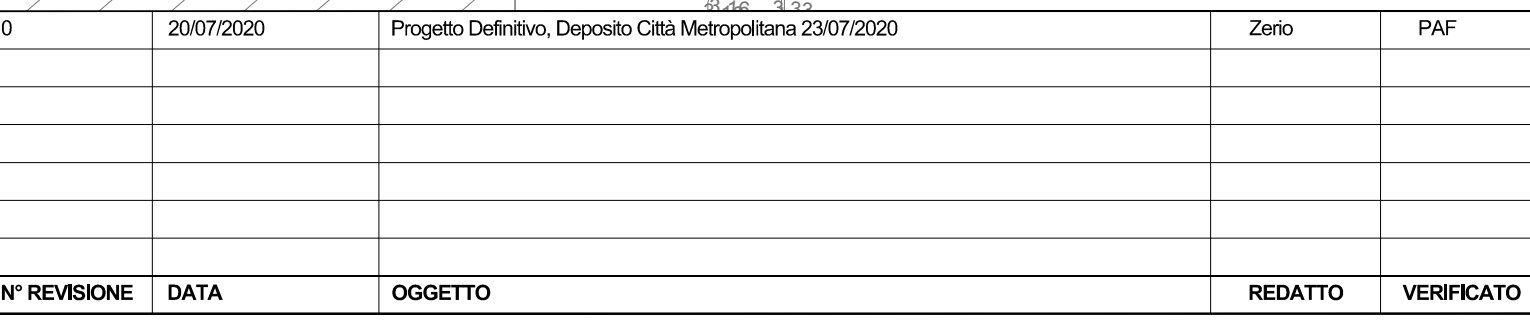 0 20/07/2020 Progetto Definitivo, Deposito Città Metropolitana 23/07/2020 Zerio PAF
N° REVISIONE DATA OGGETTO REDATTO VERIFICATO